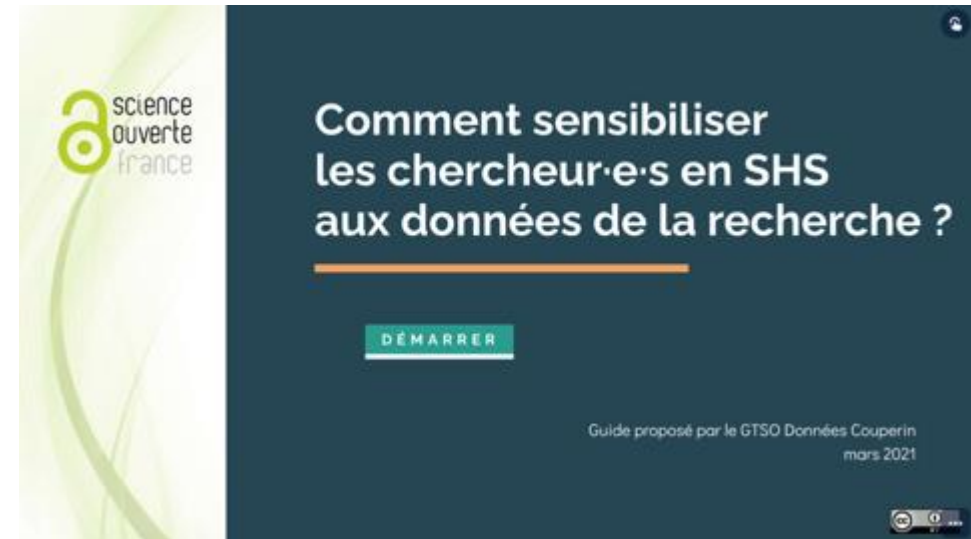 science
ouverte
france
Comment sensibiliser
les chercheur·e·s en SHS
aux données de la recherche ?
DÉMARRER
Guide proposé par le GTSO Données Couperin
mars 2021
cc